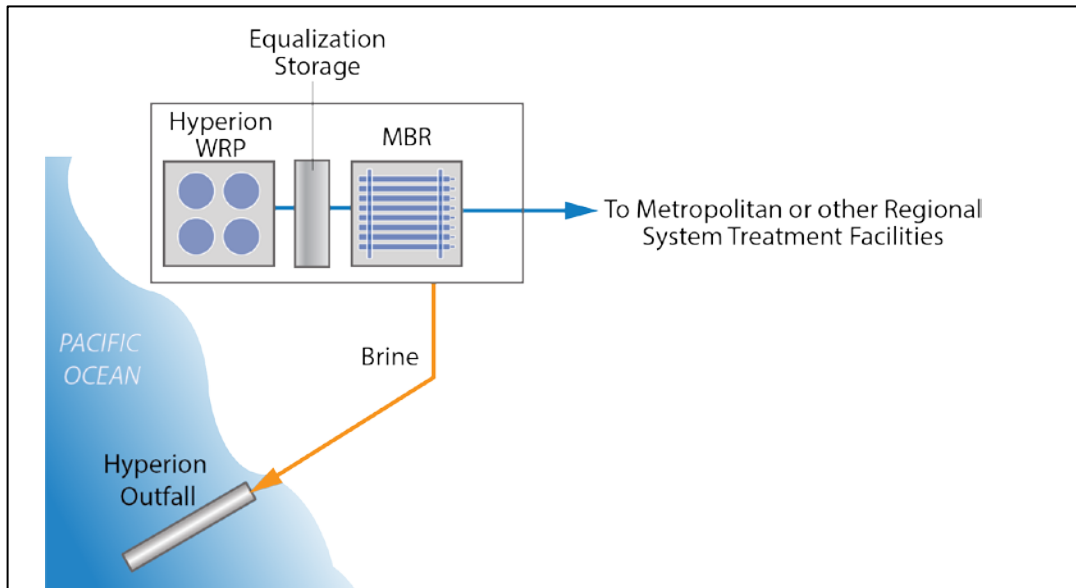 Equalization
Storage
Hyperion
WRP
MBR
To Metropolitan or other Regional
System Treatment Facilities
PACIFIC
OCEAN
Brine
Hyperion
Outfall